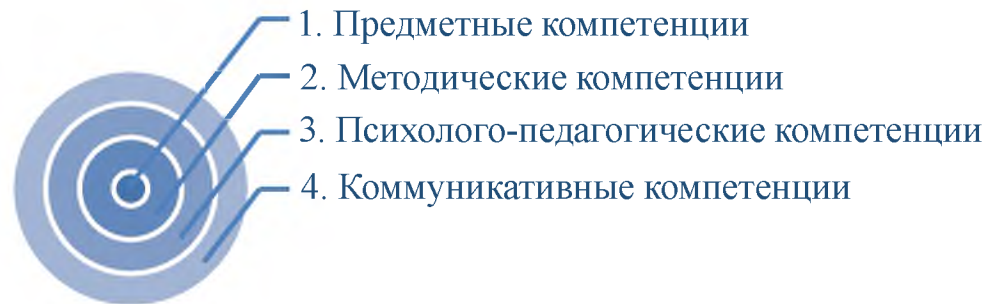 1. Предметные компетенции
2. Методические компетенции
3. Психолого-педагогические компетенции
4. Коммуникативные компетенции